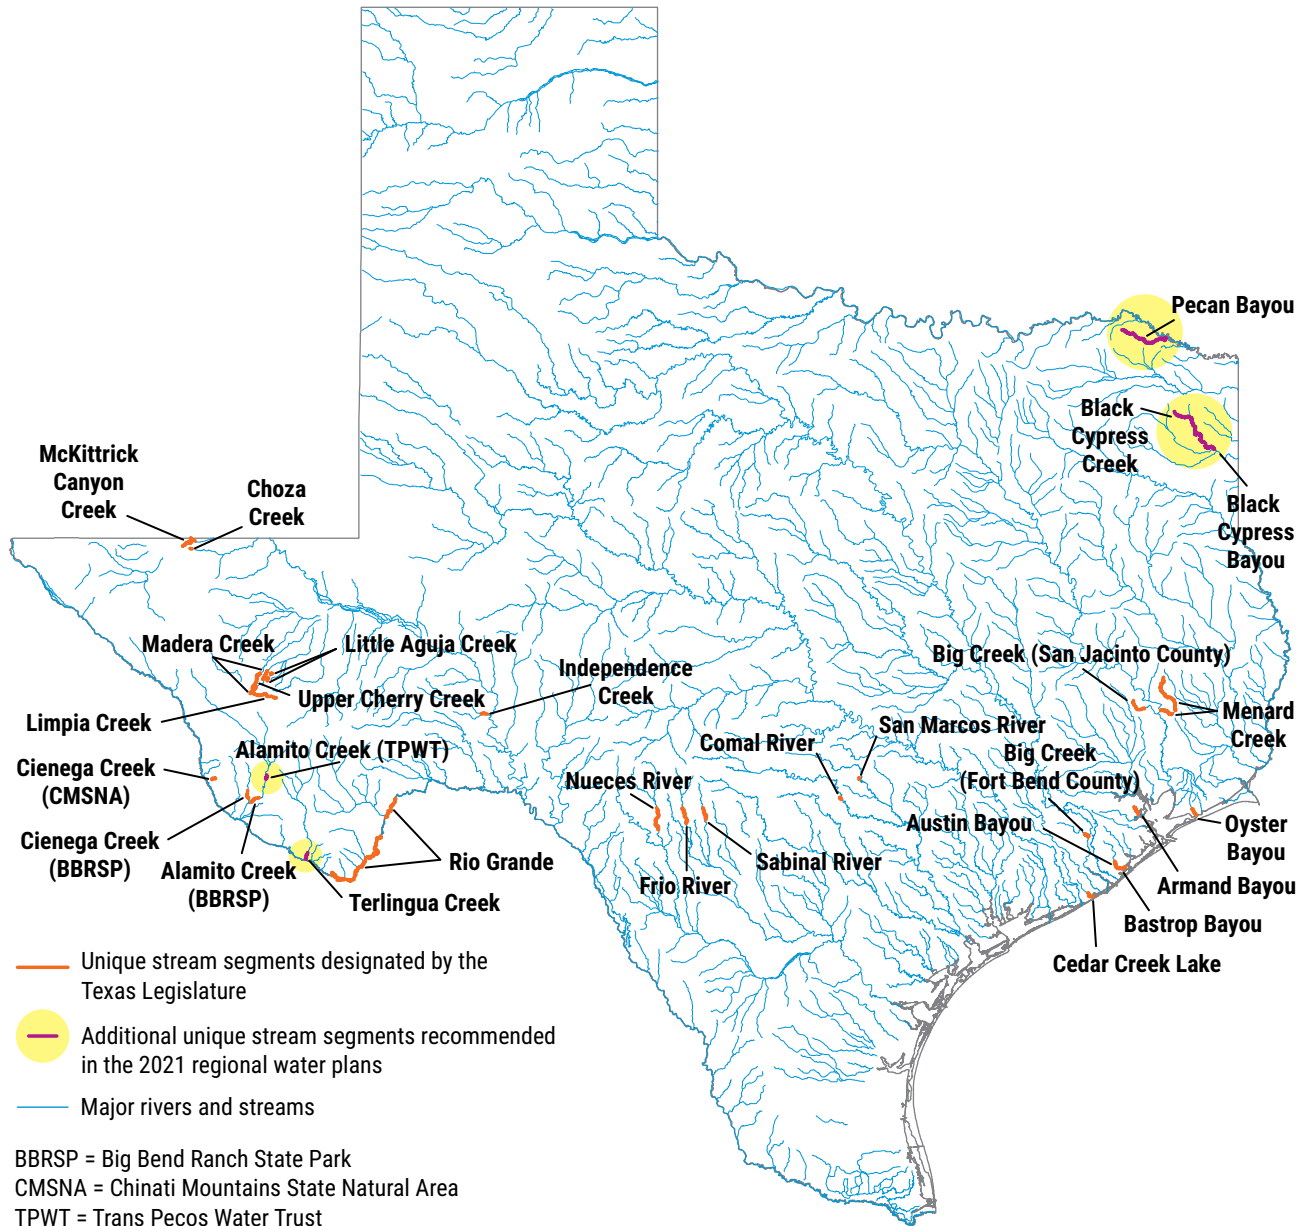 Pecan Bayou
Black
Cypress
Creek
Black
Cypress
Bayou
McKittrick
Canyon
Creek
Choza
Creek
Madera Creek
Little Aguja Creek
Upper Cherry Creek
Limpia Creek
Independence
Creek
Big Creek (San Jacinto County)
Menard
Creek
Alamito Creek (TPWT)
Cienega Creek
(CMSNA)
Cienega Creek
(BBRSP)
Alamito Creek
(BBRSP)
Rio Grande
Terlingua Creek
Nueces River
Frio River
Sabinal River
Comal River
San Marcos River
Big Creek
(Fort Bend County)
Austin Bayou
Oyster
Bayou
Armand Bayou
Bastrop Bayou
Cedar Creek Lake
Unique stream segments designated by the
Texas Legislature
Additional unique stream segments recommended
in the 2021 regional water plans
Major rivers and streams
BBRSP = Big Bend Ranch State Park
CMSNA = Chinati Mountains State Natural Area
TPWT = Trans Pecos Water Trust